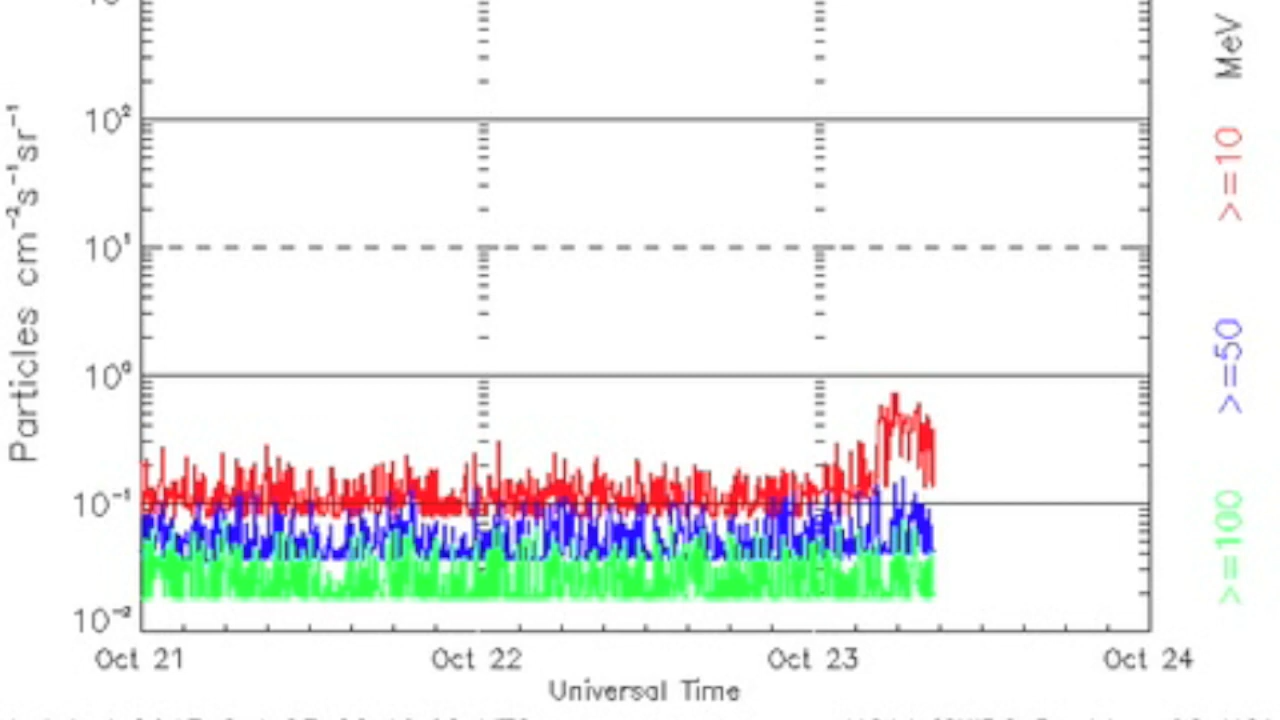 Particles cm⁻²s⁻¹sr⁻¹
10²
10¹
10⁰
10⁻¹
10⁻²
Oct 21 Oct 22 Oct 23 Oct 24
Universal Time
MeV
>=10
>=50
>=100